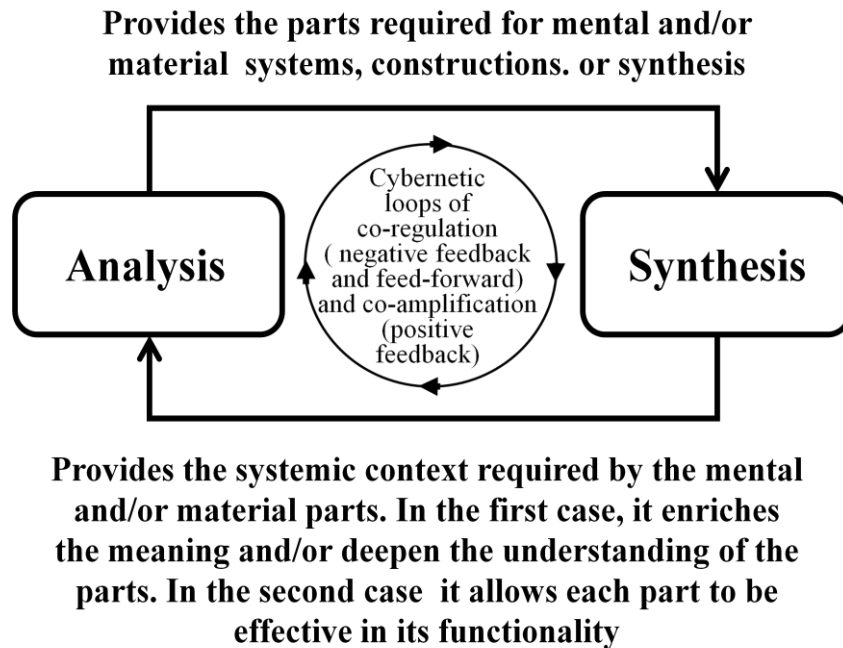 Provides the parts required for mental and/or
material systems, constructions. or synthesis
Analysis
Cybernetic
loops of
co-regulation
( negative feedback
and feed-forward)
and co-amplification
(positive
feedback)
Synthesis
Provides the systemic context required by the mental
and/or material parts. In the first case, it enriches
the meaning and/or deepen the understanding of the
parts. In the second case it allows each part to be
effective in its functionality